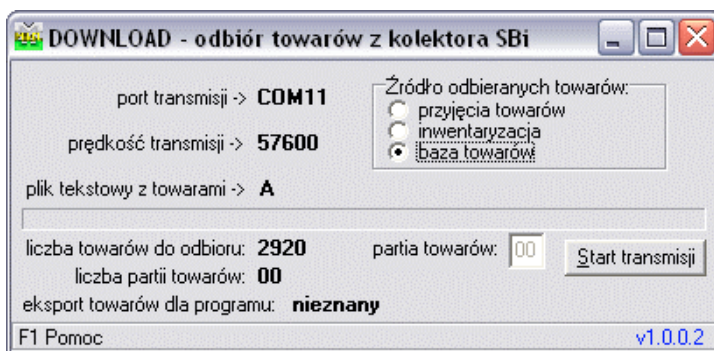 DOWNLOAD - odbiór towarów z kolektora SBi
port transmisji -> COM11
prędkość transmisji -> 57600
plik tekstowy z towarami -> A
Źródło odbieranych towarów:
przyjęcia towarów
inwentaryzacja
baza towarów
liczba towarów do odbioru: 2920
partia towarów: 00
Start transmisji
liczba partii towarów: 00
eksport towarów dla programu: nieznany
F1 Pomoc
v1.0.0.2